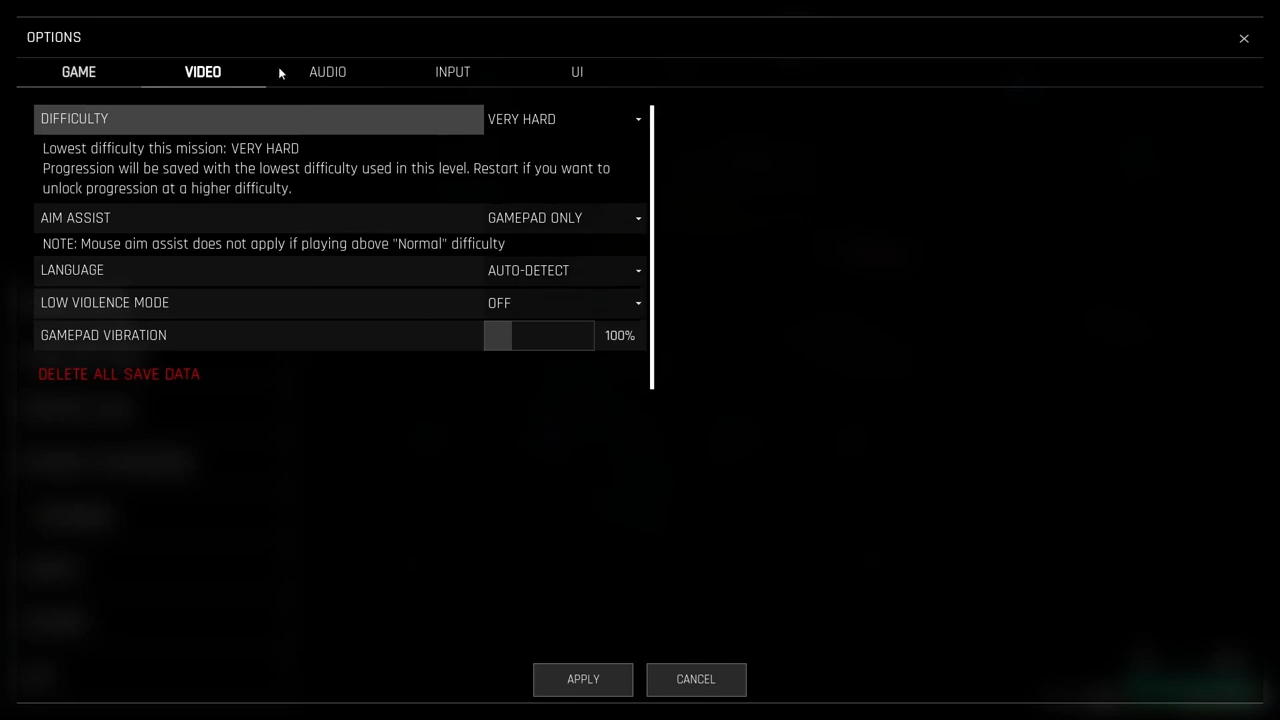 OPTIONS
GAME VIDEO AUDIO INPUT UI
DIFFICULTY VERY HARD
Lowest difficulty this mission: VERY HARD
Progression will be saved with the lowest difficulty used in this level. Restart if you want to
unlock progression at a higher difficulty.
AIM ASSIST GAMEPAD ONLY
NOTE: Mouse aim assist does not apply if playing above "Normal" difficulty
LANGUAGE AUTO-DETECT
LOW VIOLENCE MODE OFF
GAMEPAD VIBRATION 100%
DELETE ALL SAVE DATA
APPLY CANCEL